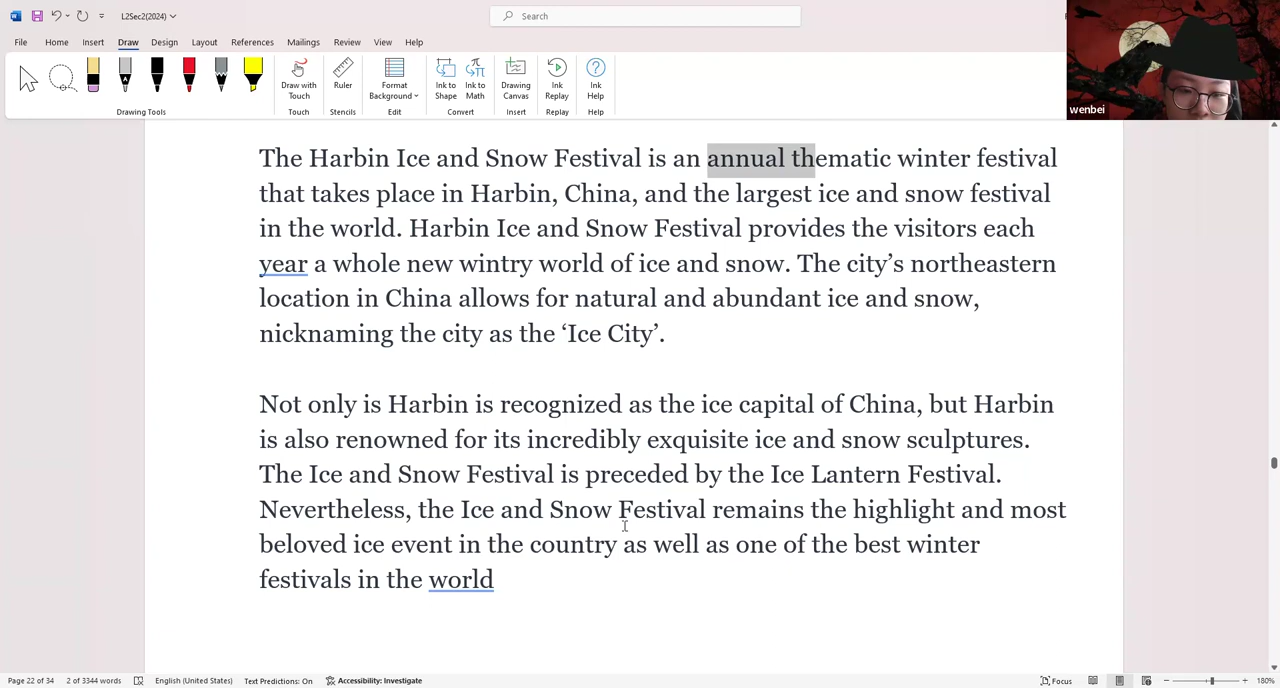 L2Sec2(2024)
Search
File Home Insert Draw Design Layout References Mailings Review View Help
Draw with Touch
Ruler
Format Background
Ink to Shape
Ink to Math
Drawing Canvas
Ink Replay
Ink Help
Drawing Tools Touch Stencils Edit Convert Insert Replay Help
wenbei
The Harbin Ice and Snow Festival is an annual thematic winter festival
that takes place in Harbin, China, and the largest ice and snow festival
in the world. Harbin Ice and Snow Festival provides the visitors each
year a whole new wintry world of ice and snow. The city’s northeastern
location in China allows for natural and abundant ice and snow,
nicknaming the city as the ‘Ice City’.
Not only is Harbin is recognized as the ice capital of China, but Harbin
is also renowned for its incredibly exquisite ice and snow sculptures.
The Ice and Snow Festival is preceded by the Ice Lantern Festival.
Nevertheless, the Ice and Snow Festival remains the highlight and most
beloved ice event in the country as well as one of the best winter
festivals in the world
Page 22 of 34 2 of 3344 words English (United States) Text Predictions: On Accessibility: Investigate Focus 180%